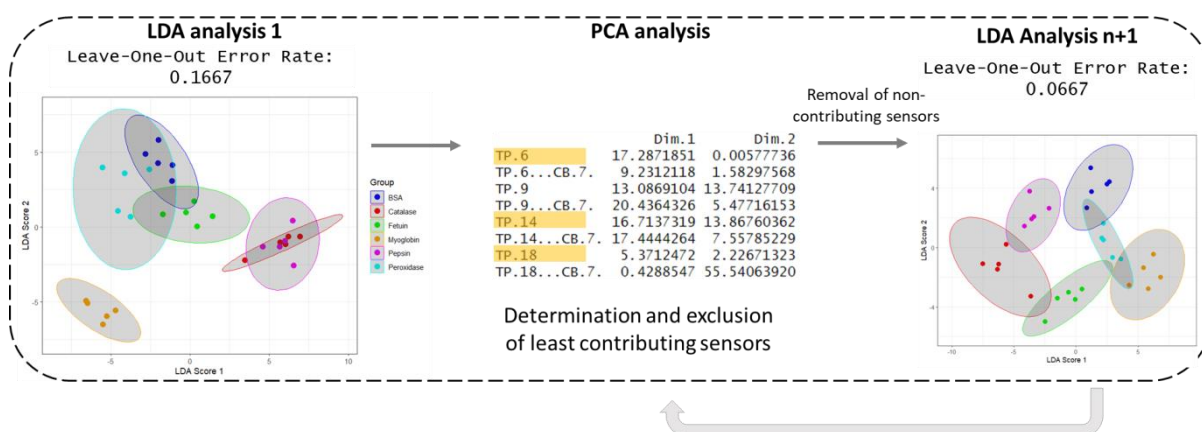 LDA analysis 1
Leave-One-Out Error Rate:
0.1667
5
0
-5
LDA Score 2
-5
0
5
10
LDA Score 1
Group
BSA
Catalase
Fetuin
Myoglobin
Pepsin
Peroxidase
PCA analysis
Dim.1 Dim.2
TP.6 17.2871851 0.00577736
TP.6...CB.7. 9.2312118 1.58297568
TP.9 13.0869104 13.74127709
TP.9...CB.7. 20.4364326 5.47716153
TP.14 16.7137319 13.86760362
TP.14...CB.7. 17.4444264 7.55785229
TP.18 5.3712472 2.22671323
TP.18...CB.7. 0.4288547 55.54063920
Determination and exclusion
of least contributing sensors
Removal of non-
contributing sensors
LDA Analysis n+1
Leave-One-Out Error Rate:
0.0667
4
0
-4
LDA Score 2
-10
-5
0
5
LDA Score 1